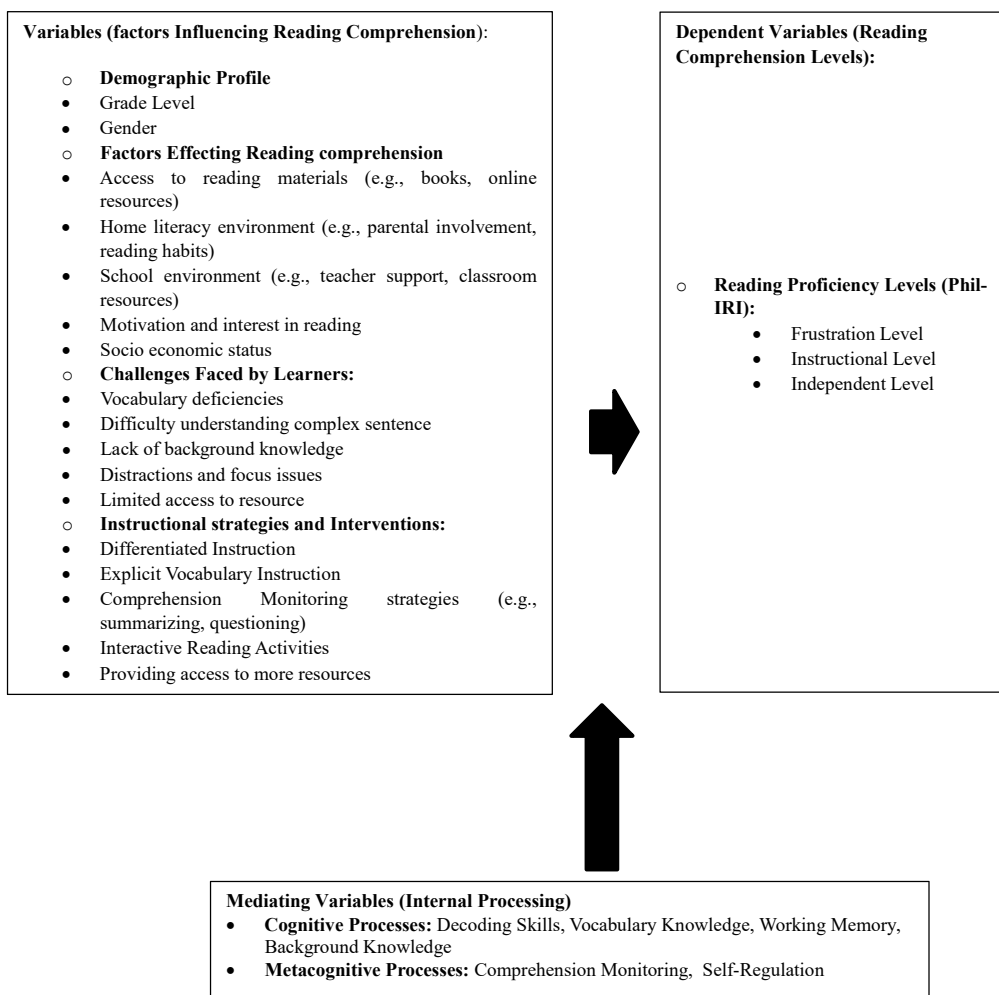 Variables (factors Influencing Reading Comprehension):
o Demographic Profile
• Grade Level
• Gender
o Factors Effecting Reading comprehension
• Access to reading materials (e.g., books, online
resources)
• Home literacy environment (e.g., parental involvement,
reading habits)
• School environment (e.g., teacher support, classroom
resources)
• Motivation and interest in reading
• Socio economic status
o Challenges Faced by Learners:
• Vocabulary deficiencies
• Difficulty understanding complex sentence
• Lack of background knowledge
• Distractions and focus issues
• Limited access to resource
o Instructional strategies and Interventions:
• Differentiated Instruction
• Explicit Vocabulary Instruction
• Comprehension Monitoring strategies (e.g.,
summarizing, questioning)
• Interactive Reading Activities
• Providing access to more resources
Dependent Variables (Reading
Comprehension Levels):
o Reading Proficiency Levels (Phil-
IRI):
• Frustration Level
• Instructional Level
• Independent Level
Mediating Variables (Internal Processing)
• Cognitive Processes: Decoding Skills, Vocabulary Knowledge, Working Memory,
Background Knowledge
• Metacognitive Processes: Comprehension Monitoring, Self-Regulation